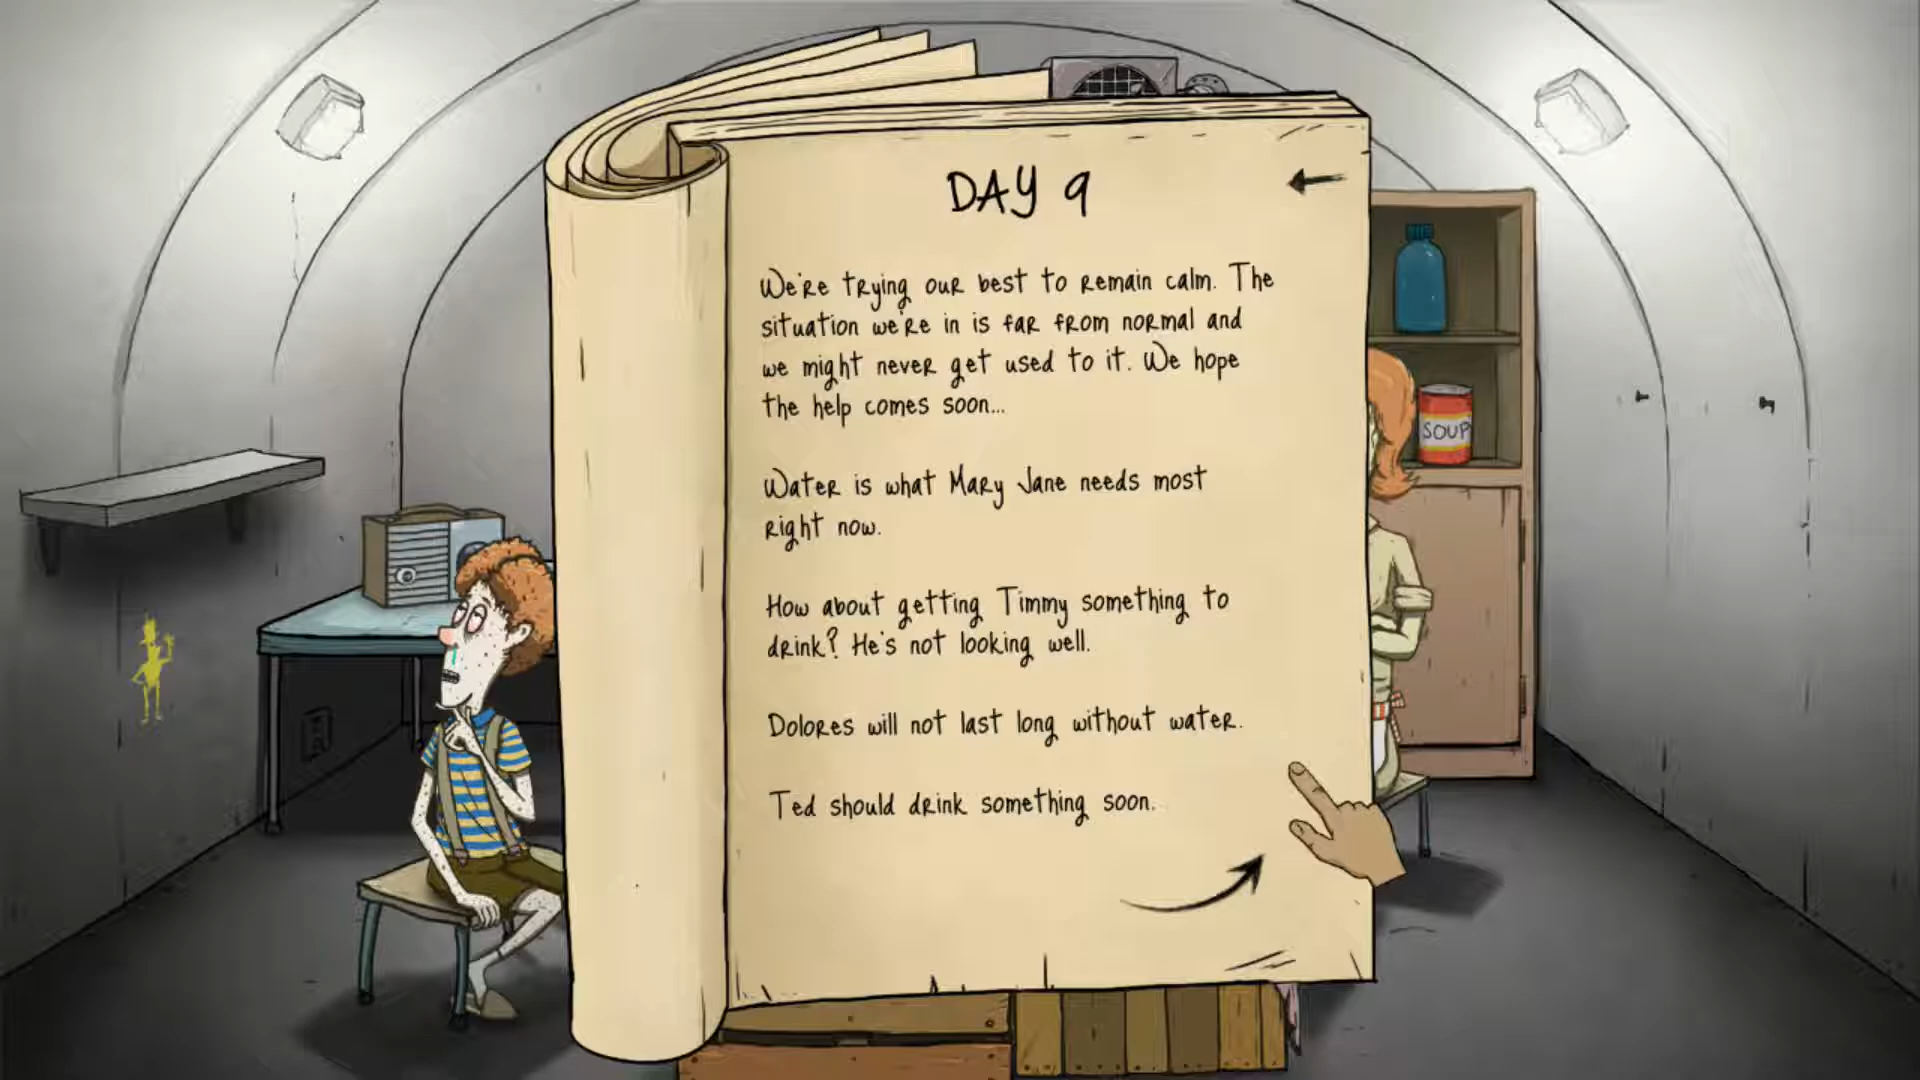 DAY 9
We're trying our best to remain calm. The
situation we're in is far from normal and
we might never get used to it. We hope
the help comes soon...
Water is what Mary Jane needs most
right now.
How about getting Timmy something to
drink? He's not looking well.
Dolores will not last long without water.
Ted should drink something soon.
SOUP